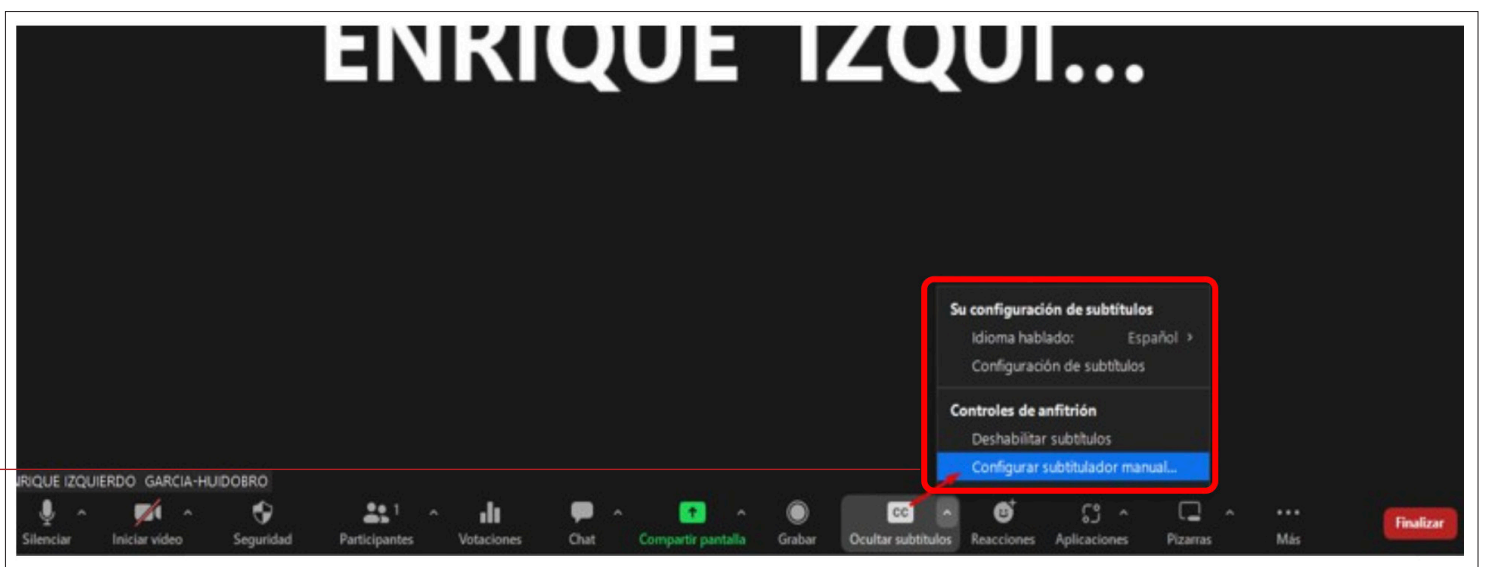 ENRIQUE IZQUI...
Su configuración de subtítulos
Idioma hablado: Español >
Configuración de subtítulos
Controles de anfitrión
Deshabilitar subtítulos
Configurar subtitulador manual...
NRIQUE IZQUIERDO GARCIA-HUIDOBRO
Silenciar Iniciar video Seguridad Participantes 1 Votaciones Chat Compartir pantalla Grabar CC Ocultar subtítulos Reacciones Aplicaciones Pizarras Más Finalizar